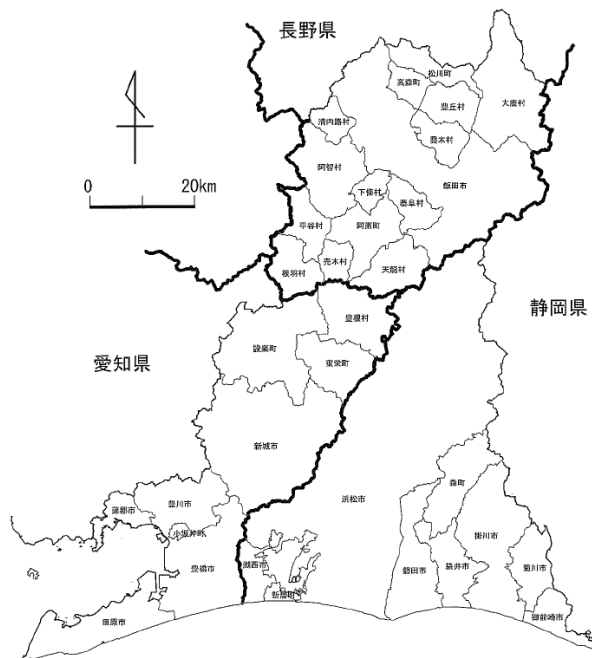 長野県
松川町
高森町
豊丘村
大鹿村
清内路村
喬木村
阿智村
飯田市
下條村
泰阜村
0 20km
平谷村
阿南町
売木村
天龍村
根羽村
豊根村
静岡県
設楽町
愛知県
東栄町
新城市
森町
豊川市
浜松市
蒲郡市
掛川市
小坂井町
豊橋市
湖西市
磐田市
袋井市
菊川市
新居町
田原市
御前崎市